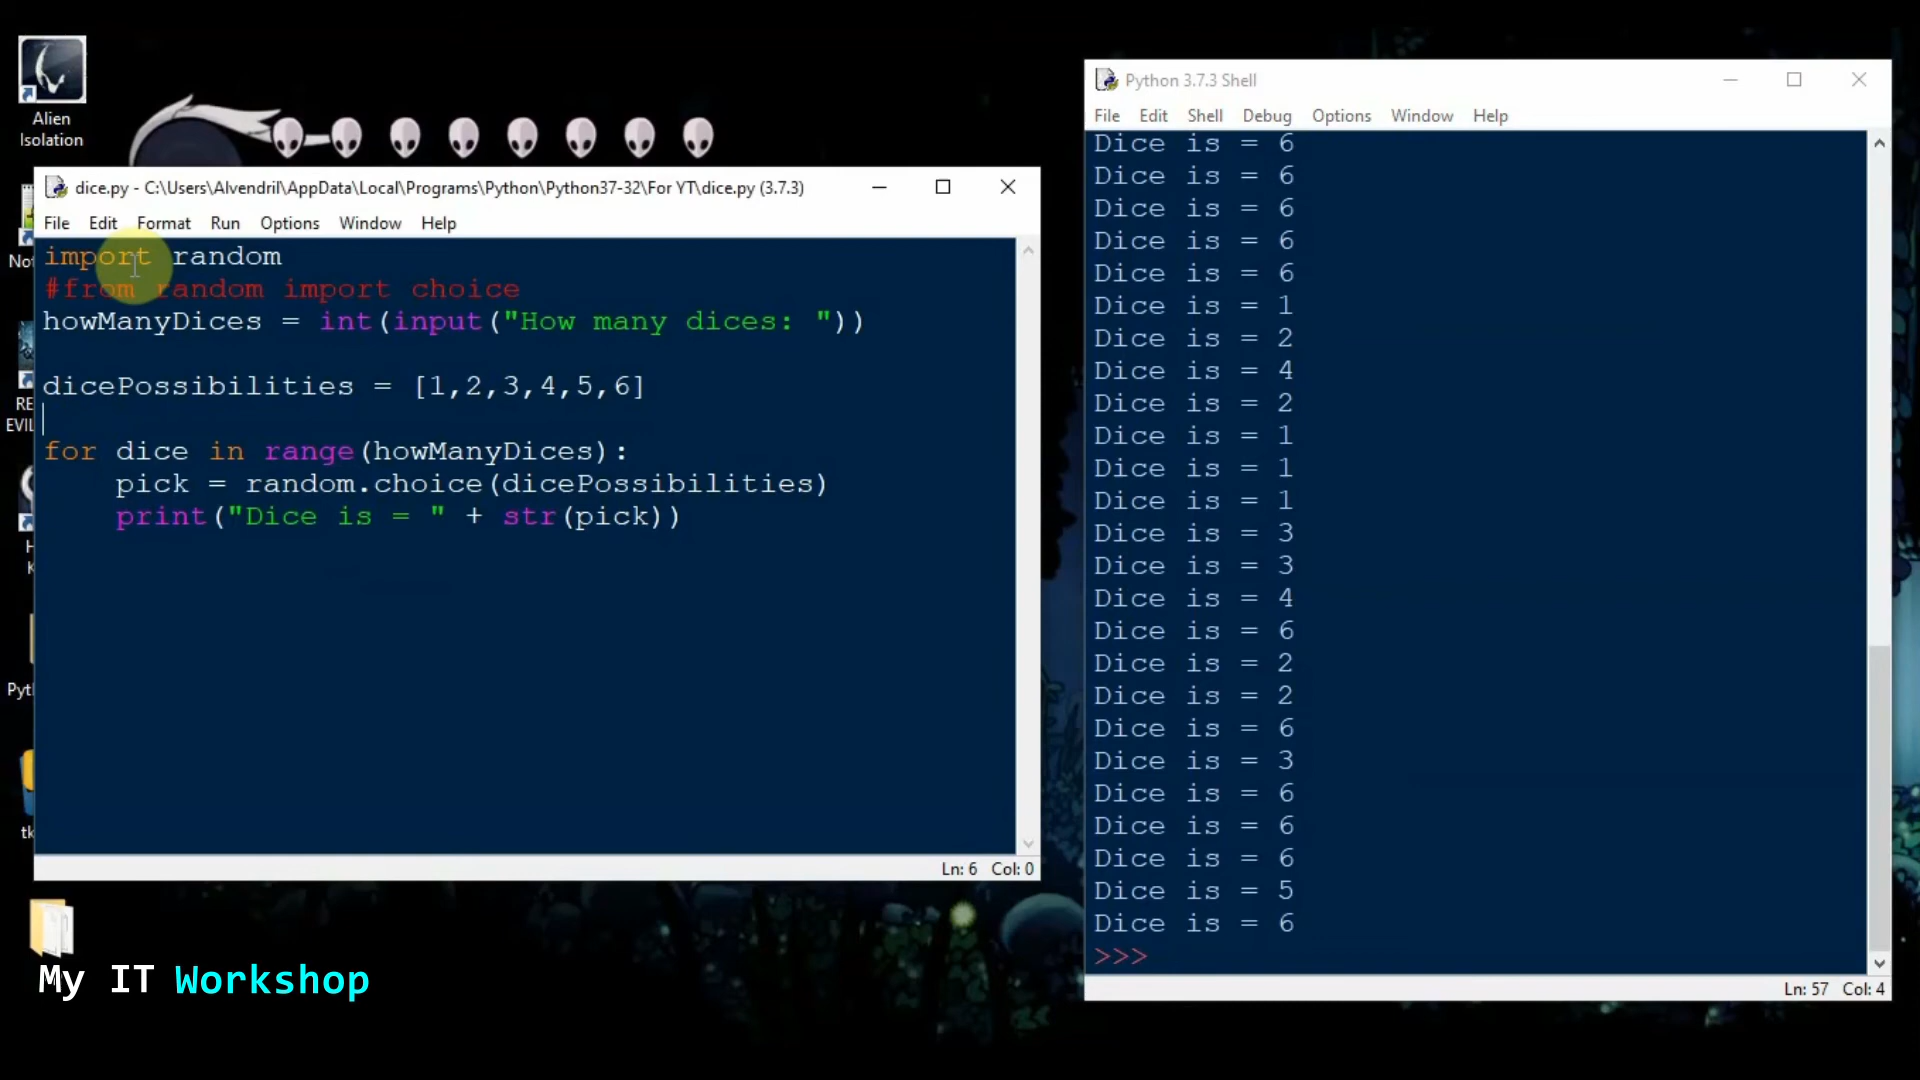 Alien
Isolation
dice.py - C:\Users\Alvendril\AppData\Local\Programs\Python\Python37-32\For YT\dice.py (3.7.3)
File Edit Format Run Options Window Help
import random
#from random import choice
howManyDices = int(input("How many dices: "))
dicePossibilities = [1,2,3,4,5,6]
for dice in range(howManyDices):
    pick = random.choice(dicePossibilities)
    print("Dice is = " + str(pick))
Ln: 6 Col: 0
Python 3.7.3 Shell
File Edit Shell Debug Options Window Help
Dice is = 6
Dice is = 6
Dice is = 6
Dice is = 6
Dice is = 6
Dice is = 1
Dice is = 2
Dice is = 4
Dice is = 2
Dice is = 1
Dice is = 1
Dice is = 1
Dice is = 3
Dice is = 3
Dice is = 4
Dice is = 6
Dice is = 2
Dice is = 2
Dice is = 6
Dice is = 3
Dice is = 6
Dice is = 6
Dice is = 6
Dice is = 5
Dice is = 6
>>>
Ln: 57 Col: 4
My IT Workshop